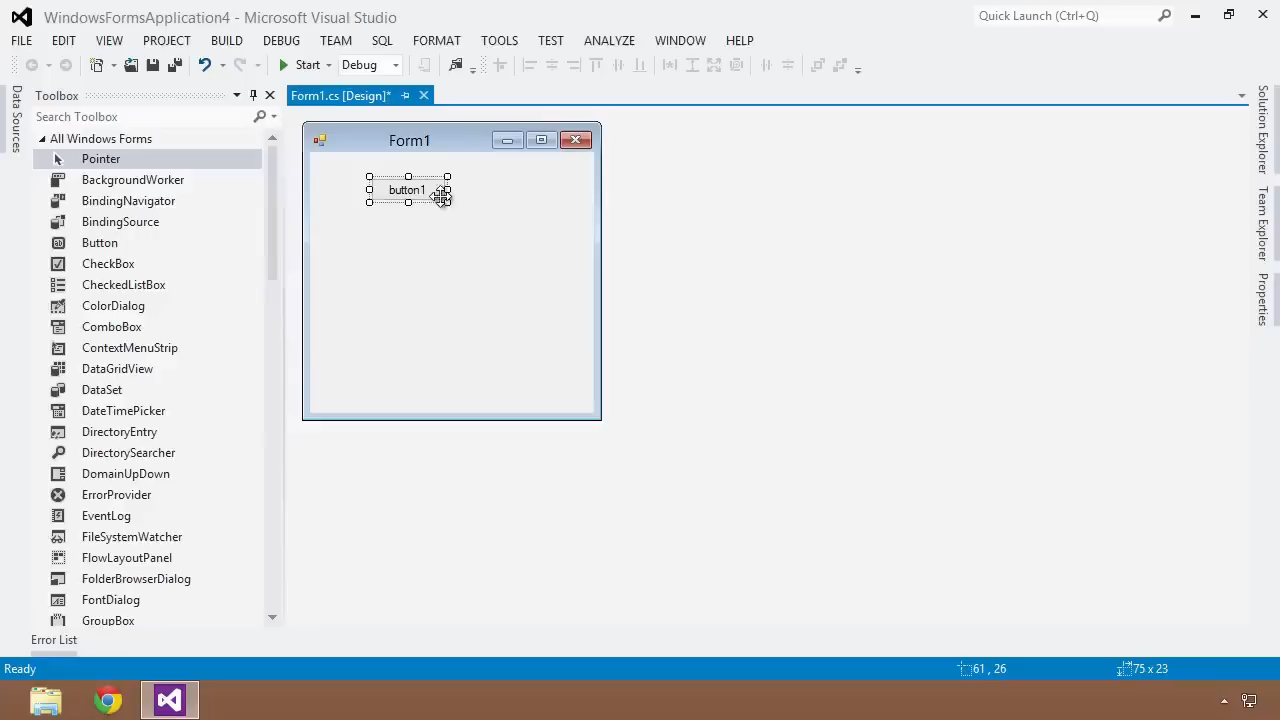 WindowsFormsApplication4 - Microsoft Visual Studio
Quick Launch (Ctrl+Q)
FILE EDIT VIEW PROJECT BUILD DEBUG TEAM SQL FORMAT TOOLS TEST ANALYZE WINDOW HELP
Start Debug
Data Sources
Toolbox
Search Toolbox
All Windows Forms
Pointer
BackgroundWorker
BindingNavigator
BindingSource
Button
CheckBox
CheckedListBox
ColorDialog
ComboBox
ContextMenuStrip
DataGridView
DataSet
DateTimePicker
DirectoryEntry
DirectorySearcher
DomainUpDown
ErrorProvider
EventLog
FileSystemWatcher
FlowLayoutPanel
FolderBrowserDialog
FontDialog
GroupBox
Form1.cs [Design]*
Form1
button1
Solution Explorer
Team Explorer
Properties
Error List
Ready
61 , 26
75 x 23